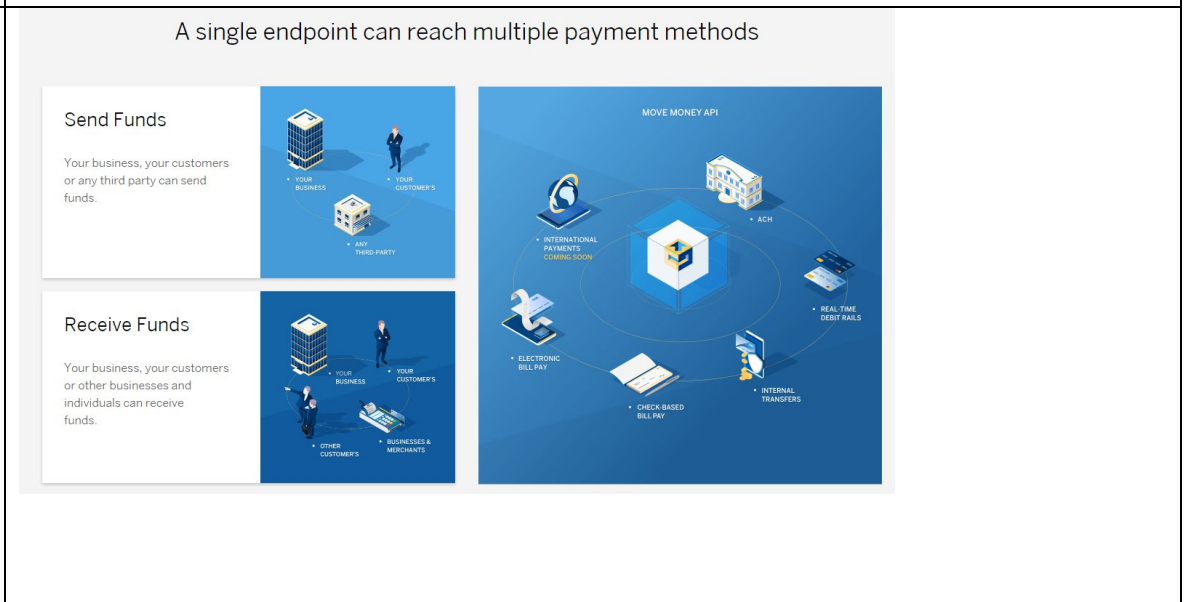 A single endpoint can reach multiple payment methods
Send Funds
Your business, your customers
or any third party can send
funds.
• YOUR
BUSINESS
• YOUR
CUSTOMER'S
• ANY
THIRD-PARTY
Receive Funds
Your business, your customers
or other businesses and
individuals can receive
funds.
• YOUR
BUSINESS
• YOUR
CUSTOMER'S
• OTHER
CUSTOMER'S
• BUSINESSES &
MERCHANTS
MOVE MONEY API
• ACH
• INTERNATIONAL
PAYMENTS
COMING SOON
• REAL-TIME
DEBIT RAILS
• ELECTRONIC
BILL PAY
• INTERNAL
TRANSFERS
• CHECK-BASED
BILL PAY